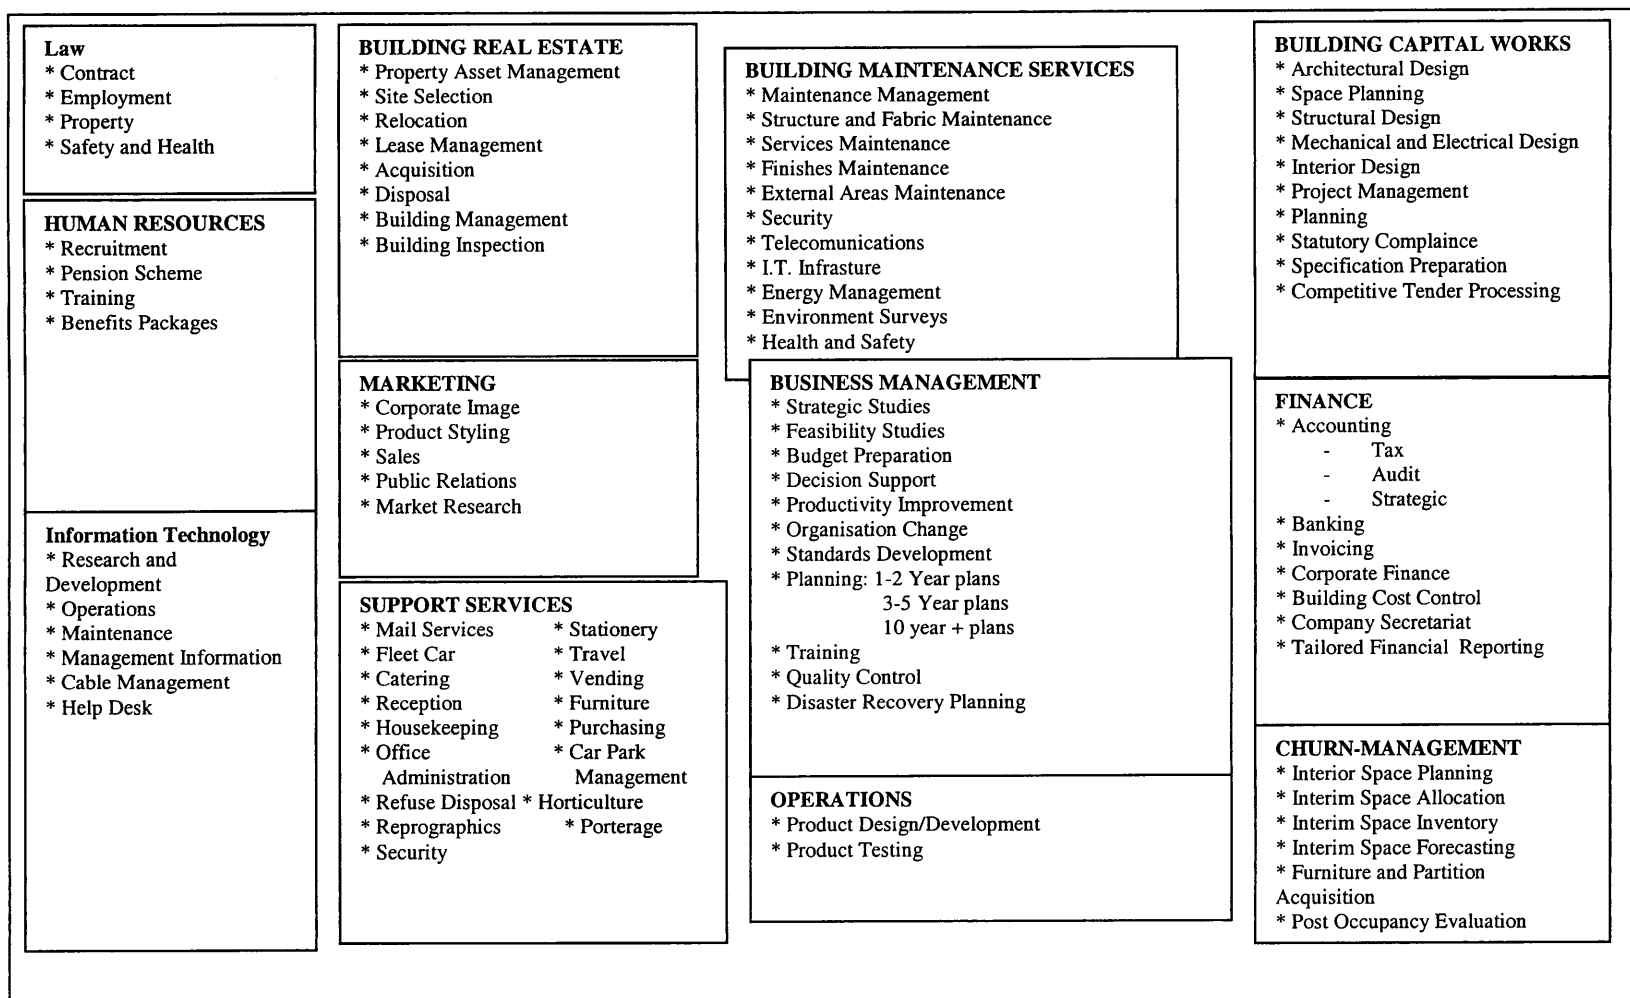 Law
* Contract
* Employment
* Property
* Safety and Health
HUMAN RESOURCES
* Recruitment
* Pension Scheme
* Training
* Benefits Packages
Information Technology
* Research and
Development
* Operations
* Maintenance
* Management Information
* Cable Management
* Help Desk
BUILDING REAL ESTATE
* Property Asset Management
* Site Selection
* Relocation
* Lease Management
* Acquisition
* Disposal
* Building Management
* Building Inspection
MARKETING
* Corporate Image
* Product Styling
* Sales
* Public Relations
* Market Research
SUPPORT SERVICES
* Mail Services * Stationery
* Fleet Car * Travel
* Catering * Vending
* Reception * Furniture
* Housekeeping * Purchasing
* Office * Car Park
Administration Management
* Refuse Disposal * Horticulture
* Reprographics * Porterage
* Security
BUILDING MAINTENANCE SERVICES
* Maintenance Management
* Structure and Fabric Maintenance
* Services Maintenance
* Finishes Maintenance
* External Areas Maintenance
* Security
* Telecomunications
* I.T. Infrasture
* Energy Management
* Environment Surveys
* Health and Safety
BUSINESS MANAGEMENT
* Strategic Studies
* Feasibility Studies
* Budget Preparation
* Decision Support
* Productivity Improvement
* Organisation Change
* Standards Development
* Planning: 1-2 Year plans
3-5 Year plans
10 year + plans
* Training
* Quality Control
* Disaster Recovery Planning
OPERATIONS
* Product Design/Development
* Product Testing
BUILDING CAPITAL WORKS
* Architectural Design
* Space Planning
* Structural Design
* Mechanical and Electrical Design
* Interior Design
* Project Management
* Planning
* Statutory Complaince
* Specification Preparation
* Competitive Tender Processing
FINANCE
* Accounting
- Tax
- Audit
- Strategic
* Banking
* Invoicing
* Corporate Finance
* Building Cost Control
* Company Secretariat
* Tailored Financial Reporting
CHURN-MANAGEMENT
* Interior Space Planning
* Interim Space Allocation
* Interim Space Inventory
* Interim Space Forecasting
* Furniture and Partition
Acquisition
* Post Occupancy Evaluation